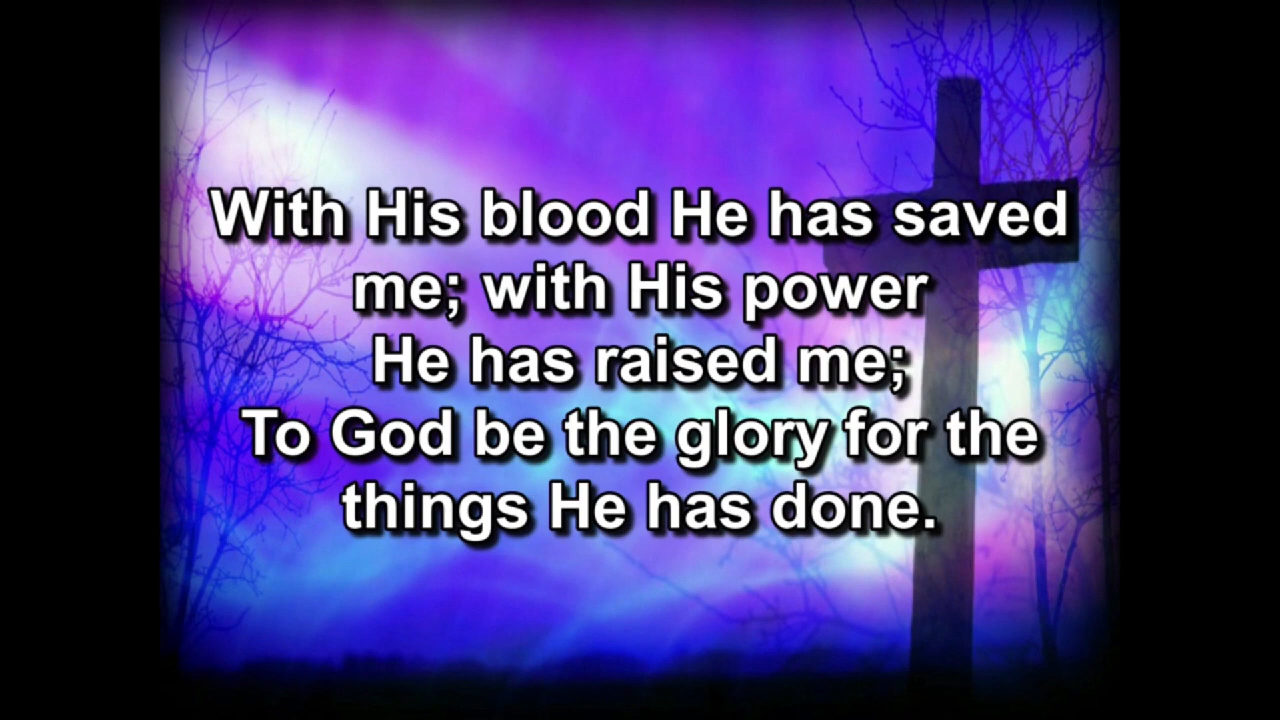 With His blood He has saved
me; with His power
He has raised me;
To God be the glory for the
things He has done.